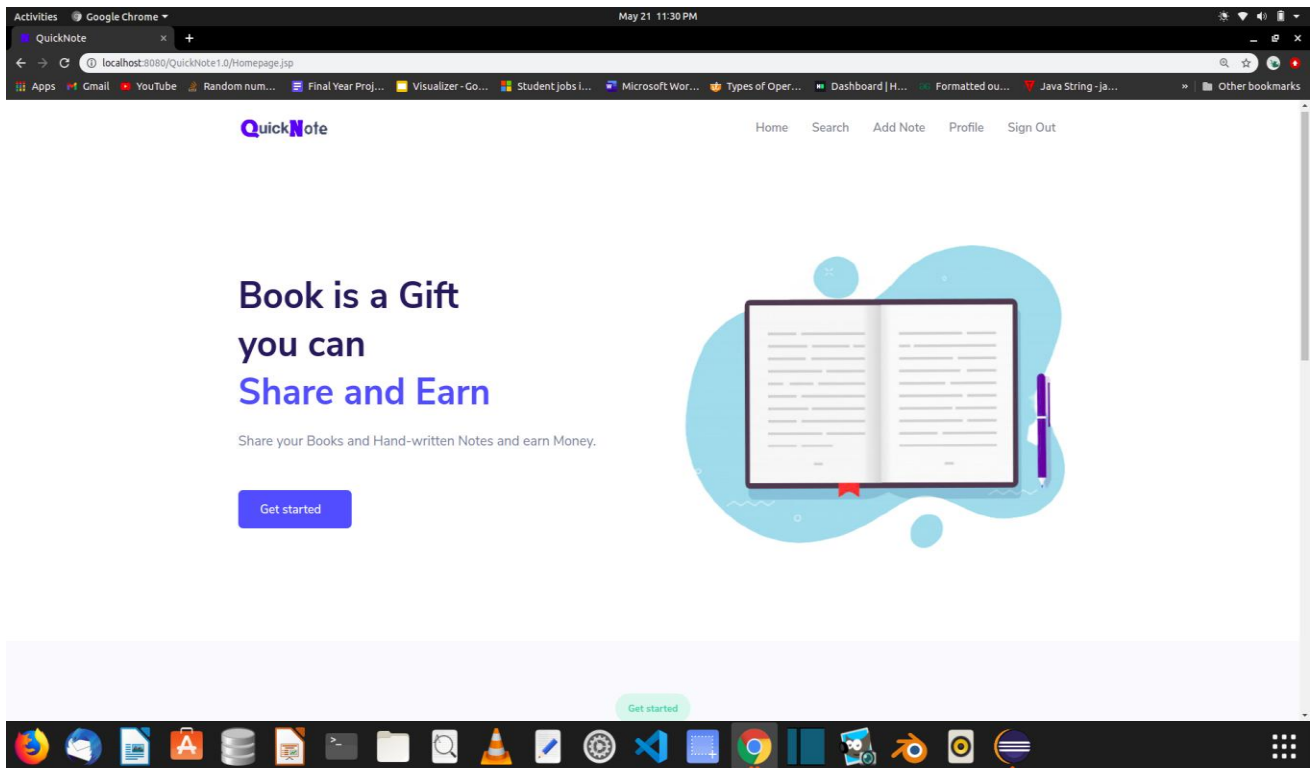 Activities Google Chrome May 21 11:30 PM
QuickNote
localhost:8080/QuickNote1.0/Homepage.jsp
Apps Gmail YouTube Random num... Final Year Proj... Visualizer - Go... Student jobs i... Microsoft Wor... Types of Oper... Dashboard | H... Formatted ou... Java String - ja... » Other bookmarks
QuickNote Home Search Add Note Profile Sign Out
Book is a Gift
you can
Share and Earn
Share your Books and Hand-written Notes and earn Money.
Get started
Get started